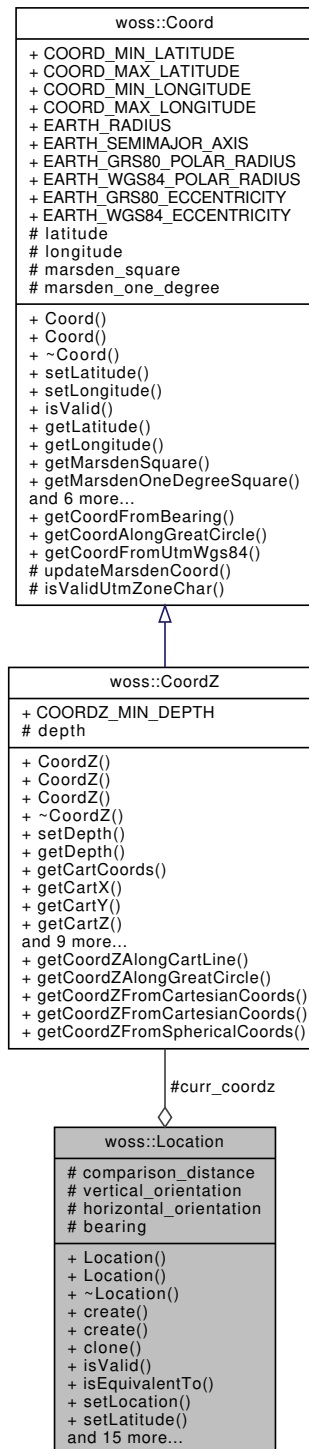 woss::Coord
+ COORD_MIN_LATITUDE
+ COORD_MAX_LATITUDE
+ COORD_MIN_LONGITUDE
+ COORD_MAX_LONGITUDE
+ EARTH_RADIUS
+ EARTH_SEMIMAJOR_AXIS
+ EARTH_GRS80_POLAR_RADIUS
+ EARTH_WGS84_POLAR_RADIUS
+ EARTH_GRS80_ECCENTRICITY
+ EARTH_WGS84_ECCENTRICITY
# latitude
# longitude
# marsden_square
# marsden_one_degree
+ Coord()
+ Coord()
+ ~Coord()
+ setLatitude()
+ setLongitude()
+ isValid()
+ getLatitude()
+ getLongitude()
+ getMarsdenSquare()
+ getMarsdenOneDegreeSquare()
and 6 more...
+ getCoordFromBearing()
+ getCoordAlongGreatCircle()
+ getCoordFromUtmWgs84()
# updateMarsdenCoord()
# isValidUtmZoneChar()
woss::CoordZ
+ COORDZ_MIN_DEPTH
# depth
+ CoordZ()
+ CoordZ()
+ CoordZ()
+ ~CoordZ()
+ setDepth()
+ getDepth()
+ getCartCoords()
+ getCartX()
+ getCartY()
+ getCartZ()
and 9 more...
+ getCoordZAlongCartLine()
+ getCoordZAlongGreatCircle()
+ getCoordZFromCartesianCoords()
+ getCoordZFromCartesianCoords()
+ getCoordZFromSphericalCoords()
#curr_coordz
woss::Location
# comparison_distance
# vertical_orientation
# horizontal_orientation
# bearing
+ Location()
+ Location()
+ ~Location()
+ create()
+ create()
+ clone()
+ isValid()
+ isEquivalentTo()
+ setLocation()
+ setLatitude()
and 15 more...